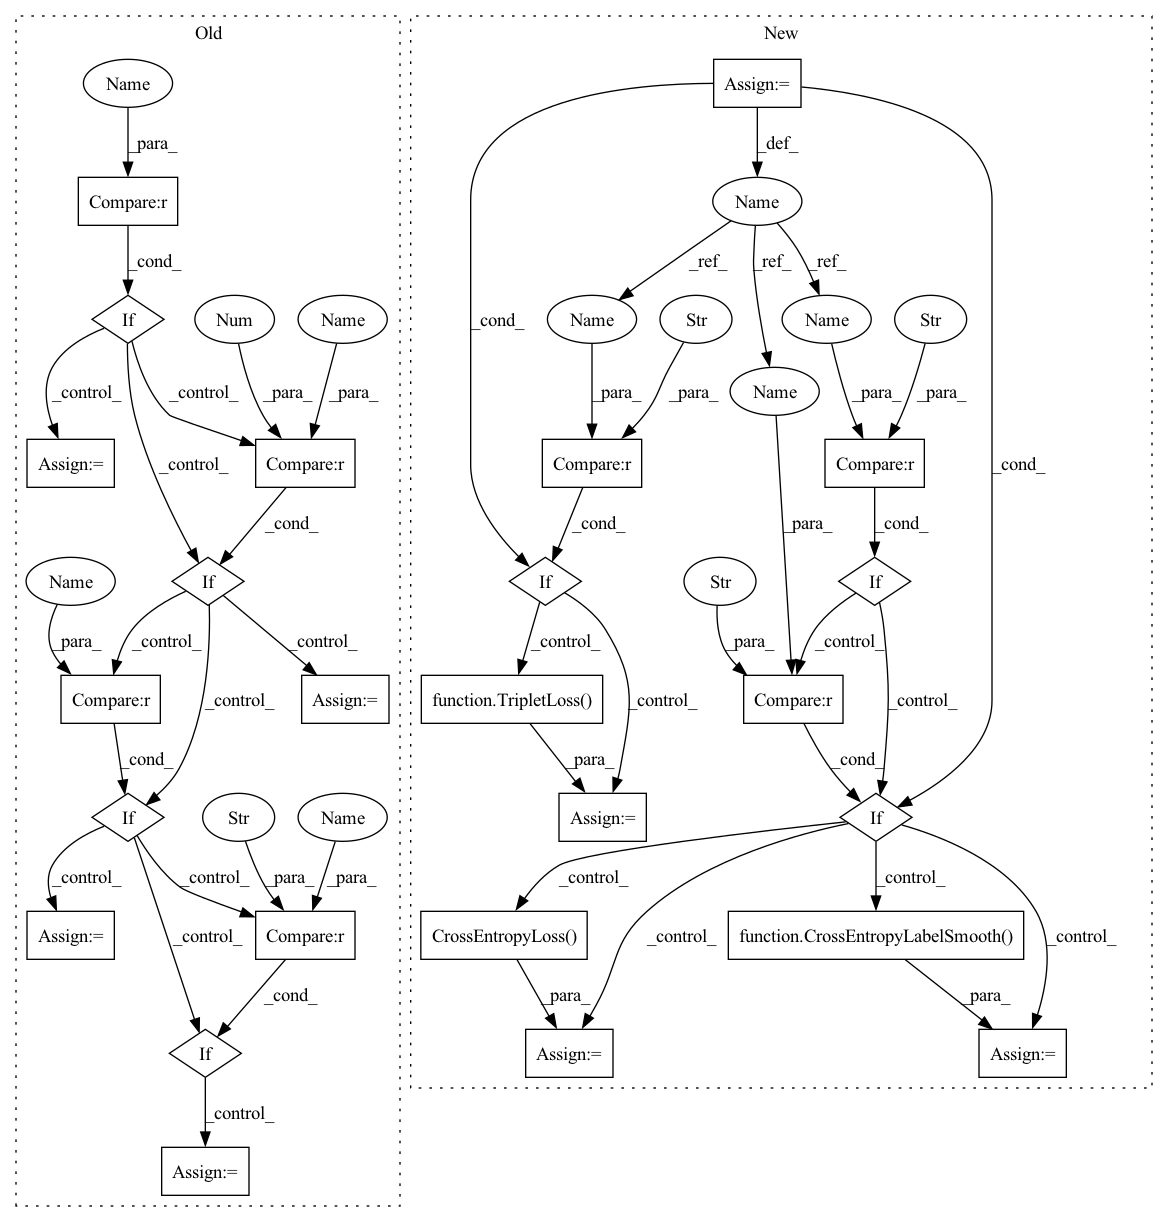 Old
New
Name
Assign:=
_para_
_def_
Compare:r
Name
_cond_
_ref_
_ref_
_ref_
If
Num
Name
_cond_
Name
Str
Name
Str
_control_
_control_
_para_
_para_
_para_
_para_
Name
_para_
_para_
Assign:=
_control_
Compare:r
Compare:r
Compare:r
_cond_
_cond_
_cond_
_para_
_cond_
Name
If
If
Str
If
_para_
_control_
_control_
_control_
_para_
_control_
Compare:r
_control_
Assign:=
function.TripletLoss()
_control_
Compare:r
_control_
_cond_
_para_
_cond_
If
Str
Name
Assign:=
If
_control_
_control_
_para_
_para_
_control_
_control_
Assign:=
_control_
Compare:r
CrossEntropyLoss()
_control_
function.CrossEntropyLabelSmooth()
_control_
_cond_
_para_
_para_
If
Assign:=
Assign:=
_control_
Assign:=